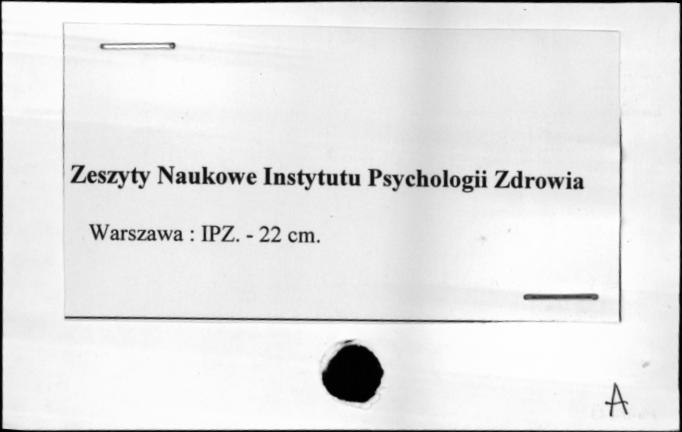 Zeszyty Naukowe Instytutu Psychologii Zdrowia
Warszawa : IPZ. - 22 cm.
A